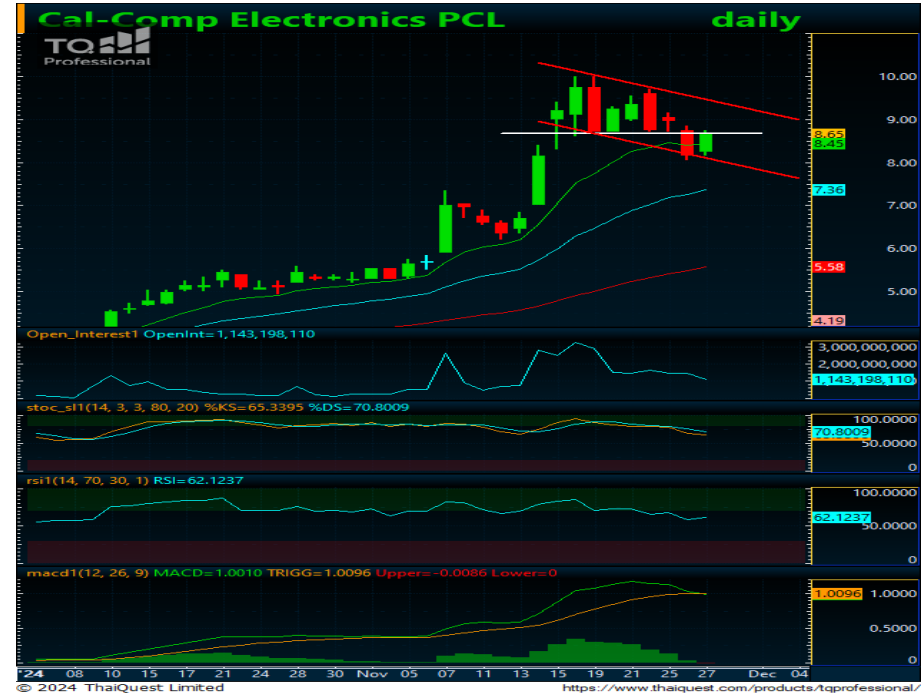 Cal-Comp Electronics PCL daily
TQ
Professional
10.00
9.00
8.65
8.45
8.00
7.36
7.00
6.00
5.58
5.00
4.19
Open_Interest1 OpenInt=1,143,198,110
3,000,000,000
2,000,000,000
1,143,198,110
stoc_sl1(14, 3, 3, 80, 20) %KS=65.3395 %DS=70.8009
100.0000
70.8009
50.0000
0
rsi1(14, 70, 30, 1) RSI=62.1237
100.0000
62.1237
50.0000
0
macd1(12, 26, 9) MACD=1.0010 TRIGG=1.0096 Upper=-0.0086 Lower=0
1.0096 1.0000
0.5000
0
'24 08 10 15 17 21 24 28 30 Nov 05 07 11 13 15 19 21 25 27 Dec 04
© 2024 ThaiQuest Limited https://www.thaiquest.com/products/tqprofessional/